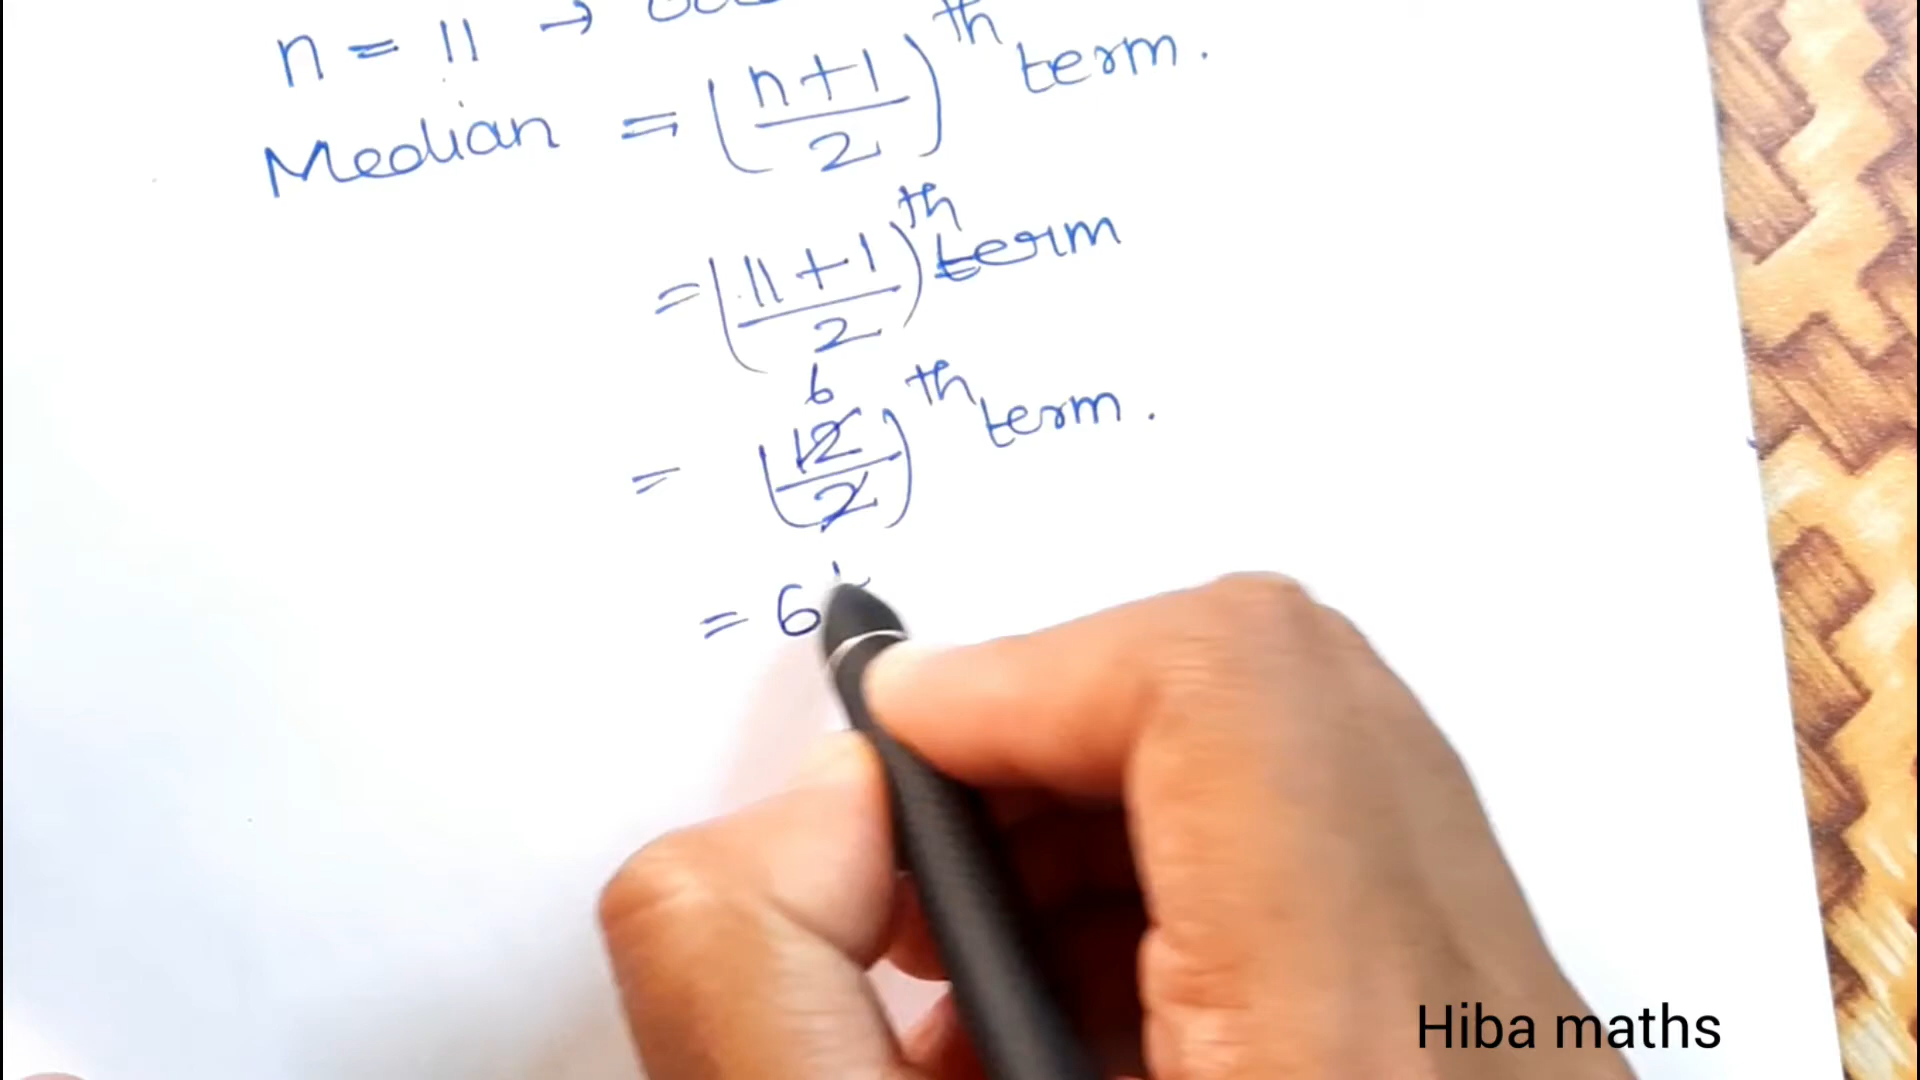 n = 11 →
Median = (n+1/2)th term.
= (11+1/2)th term
6
= (12/2)th term.
= 6
Hiba maths